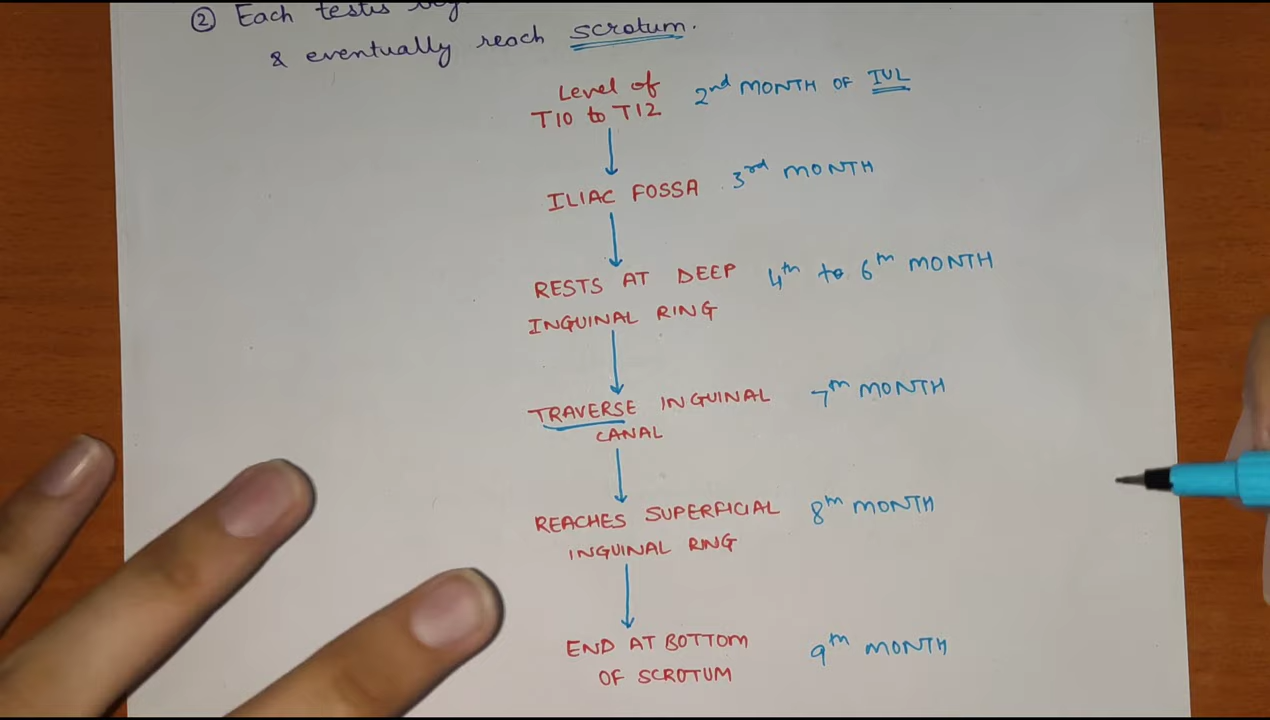 ② Each testis
& eventually reach scrotum.
Level of
T10 to T12
2nd MONTH OF IUL
ILIAC FOSSA
3rd MONTH
RESTS AT DEEP
INGUINAL RING
4th to 6th MONTH
TRAVERSE INGUINAL
CANAL
7th MONTH
REACHES SUPERFICIAL
INGUINAL RING
8th MONTH
END AT BOTTOM
OF SCROTUM
9th MONTH